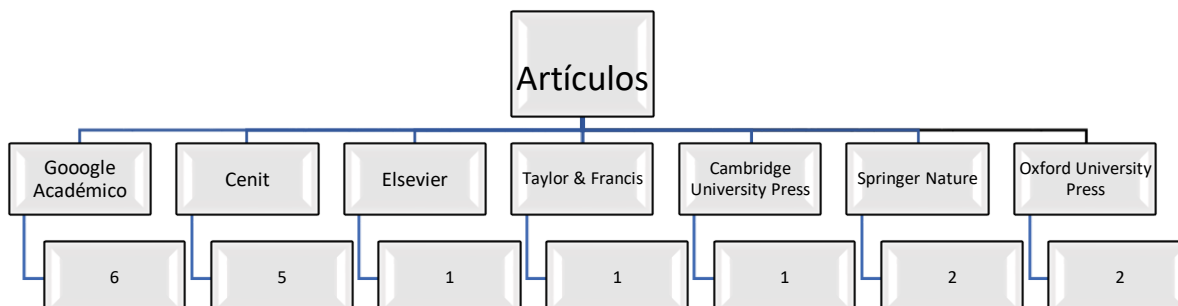 Artículos
Gooogle
Académico
Cenit
Elsevier
Taylor & Francis
Cambridge
University Press
Springer Nature
Oxford University
Press
6
5
1
1
1
2
2